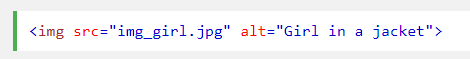 <img src="img_girl.jpg" alt="Girl in a jacket">